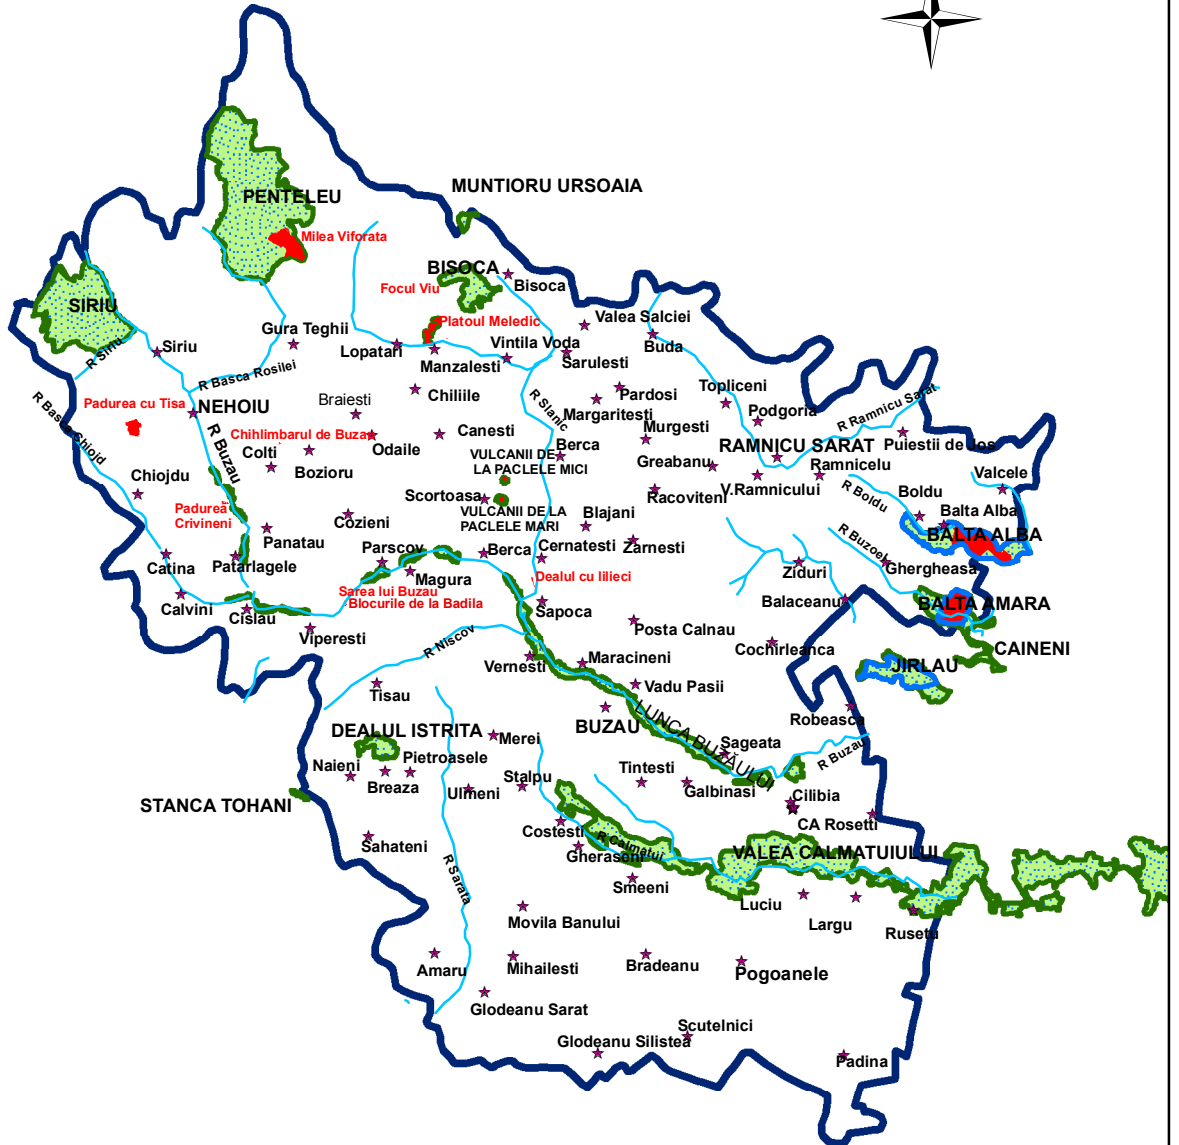 MUNTIORU URSOAIA
PENTELEU
Milea Viforata
BISOCA
Bisoca
Focul Viu
SIRIU
Valea Salciei
Platoul Meledic
Gura Teghii
Lopatari
Vintila Voda
Buda
Siriu
R Siriu
Manzalesti
Sarulesti
R Basca Rosilei
Topliceni
R Ramnicu Sarat
Chiliile
Pardosi
Padurea cu Tisa
NEHOIU
Braiesti
R Slanic
Margaritesti
Podgoria
R Basca Chiojd
R Buzau
Chihlimbarul de Buzau
Canesti
Murgesti
Puiestii de Jos
Colti
Odaile
Berca
RAMNICU SARAT
VULCANII DE
LA PACLELE MICI
Greabanu
Ramnicelu
Bozioru
Valcele
Chiojdu
Scortoasa
Racoviteni
V.Ramnicului
R Boldu
Boldu
Padurea
Crivineni
Cozieni
VULCANII DE LA
PACLELE MARI
Blajani
Balta Alba
Panatau
BALTA ALBA
Parscov
Berca
Cernatesti
Zarnesti
R Buzoel
Catina
Patarlagele
Magura
Dealul cu lilieci
Ziduri
Ghergheasa
Sarea lui Buzau
Blocurile de la Badila
Balaceanu
BALTA AMARA
Calvini
Cislau
Sapoca
Viperesti
Posta Calnau
R Niscov
Cochirleanca
CAINENI
Vernesti
Maracineni
JIRLAU
Tisau
Vadu Pasii
LUNCA BUZĂULUI
Robeasca
DEALUL ISTRITA
BUZAU
Merei
Sageata
R Buzau
Naieni
Pietroasele
Breaza
Stalpu
Tintesti
Ulmeni
Galbinasi
Cilibia
STANCA TOHANI
CA Rosetti
Costesti
Sahateni
R Calmatui
Gheraseni
VALEA CALMATUIULUI
R Sarata
Smeeni
Luciu
Largu
Movila Banului
Rusetu
Amaru
Mihailesti
Bradeanu
Pogoanele
Glodeanu Sarat
Scutelnici
Glodeanu Silistea
Padina